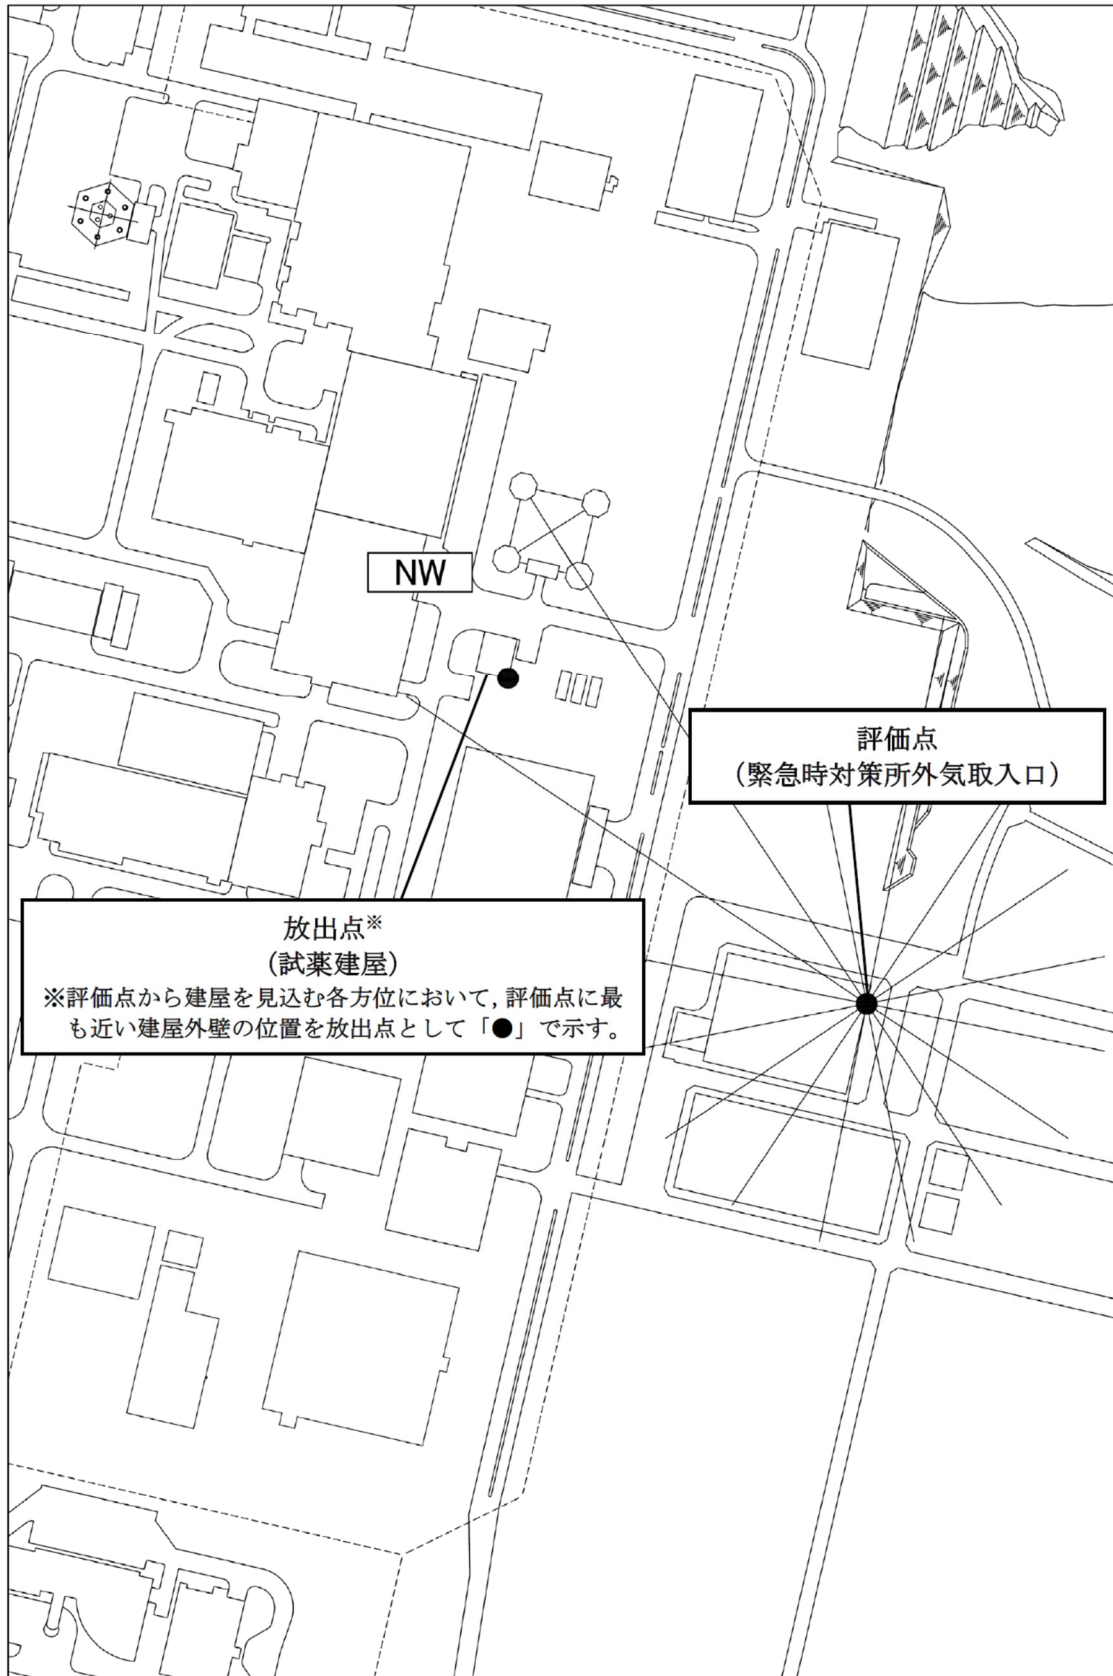 NW
評価点
(緊急時対策所外気取入口)
放出点※
(試薬建屋)
※評価点から建屋を見込む各方位において，評価点に最
も近い建屋外壁の位置を放出点として「●」で示す。